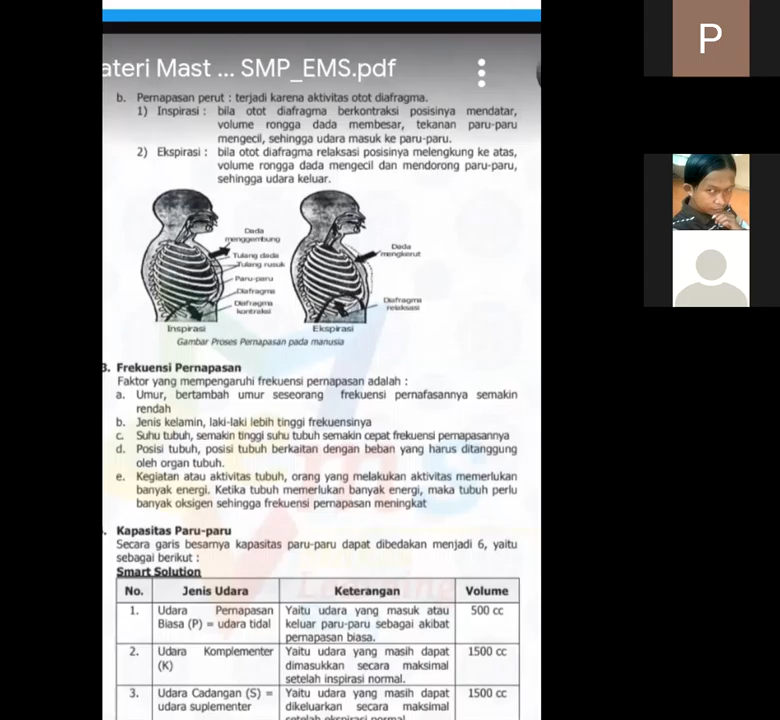 ateri Mast ... SMP_EMS.pdf
P
b. Pernapasan perut : terjadi karena aktivitas otot diafragma.
1) Inspirasi : bila otot diafragma berkontraksi posisinya mendatar,
volume rongga dada membesar, tekanan paru-paru
mengecil, sehingga udara masuk ke paru-paru.
2) Ekspirasi : bila otot diafragma relaksasi posisinya melengkung ke atas,
volume rongga dada mengecil dan mendorong paru-paru,
sehingga udara keluar.
Dada
menggembung
Tulang dada
Tulang rusuk
Paru-paru
Diafragma
Diafragma
kontraksi
Dada
mengkerut
Diafragma
relaksasi
Inspirasi
Ekspirasi
Gambar Proses Pernapasan pada manusia
3. Frekuensi Pernapasan
Faktor yang mempengaruhi frekuensi pernapasan adalah :
a. Umur, bertambah umur seseorang frekuensi pernafasannya semakin
rendah
b. Jenis kelamin, laki-laki lebih tinggi frekuensinya
c. Suhu tubuh, semakin tinggi suhu tubuh semakin cepat frekuensi pernapasannya
d. Posisi tubuh, posisi tubuh berkaitan dengan beban yang harus ditanggung
oleh organ tubuh.
e. Kegiatan atau aktivitas tubuh, orang yang melakukan aktivitas memerlukan
banyak energi. Ketika tubuh memerlukan banyak energi, maka tubuh perlu
banyak oksigen sehingga frekuensi pernapasan meningkat
. Kapasitas Paru-paru
Secara garis besarnya kapasitas paru-paru dapat dibedakan menjadi 6, yaitu
sebagai berikut :
Smart Solution
No. Jenis Udara Keterangan Volume
1. Udara Pernapasan Yaitu udara yang masuk atau 500 cc
Biasa (P) = udara tidal keluar paru-paru sebagai akibat
pernapasan biasa.
2. Udara Komplementer Yaitu udara yang masih dapat 1500 cc
(K) dimasukkan secara maksimal
setelah inspirasi normal.
3. Udara Cadangan (S) = Yaitu udara yang masih dapat 1500 cc
udara suplementer dikeluarkan secara maksimal
setelah ekspirasi normal